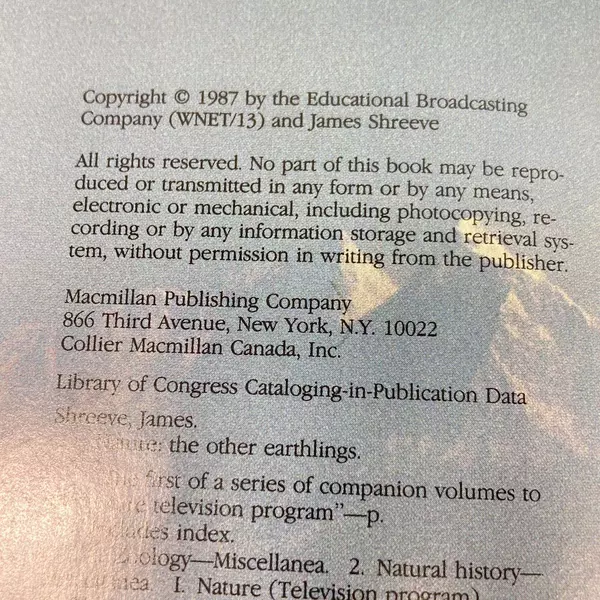 Copyright © 1987 by the Educational Broadcasting
Company (WNET/13) and James Shreeve
All rights reserved. No part of this book may be repro-
duced or transmitted in any form or by any means,
electronic or mechanical, including photocopying, re-
cording or by any information storage and retrieval sys-
tem, without permission in writing from the publisher.
Macmillan Publishing Company
866 Third Avenue, New York, N.Y. 10022
Collier Macmillan Canada, Inc.
Library of Congress Cataloging-in-Publication Data
Shreeve, James.
Nature: the other earthlings.
first of a series of companion volumes to
television program”—p.
index.
—Miscellanea. 2. Natural history—
I. Nature (Television program)